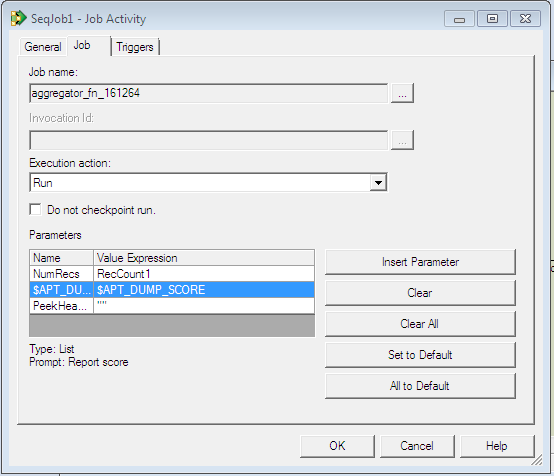 SeqJob1 - Job Activity
General Job Triggers
Job name:
aggregator_fn_161264
...
Invocation Id:
...
Execution action:
Run
Do not checkpoint run.
Parameters
Name Value Expression
NumRecs RecCount1
$APT_DU... $APT_DUMP_SCORE
PeekHea... ""
Insert Parameter
Clear
Clear All
Set to Default
All to Default
Type: List
Prompt: Report score
OK Cancel Help